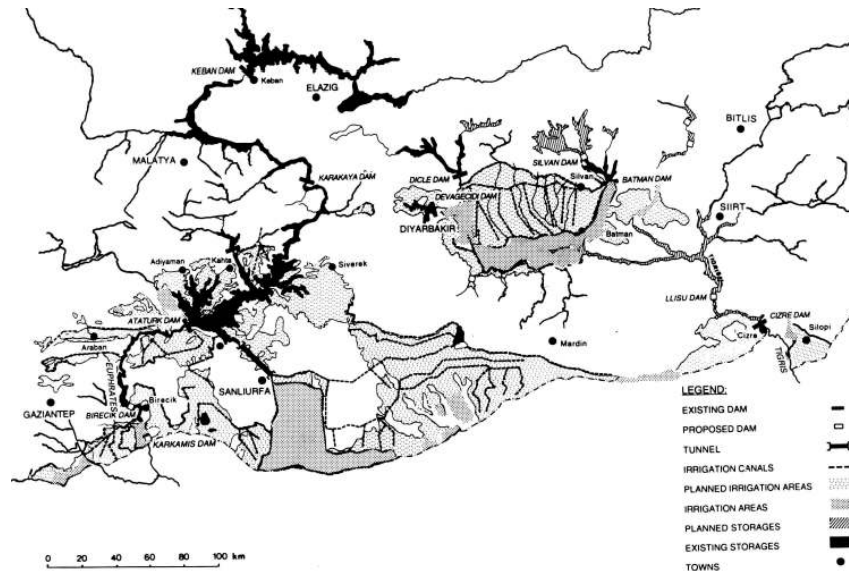 KEBAN DAM
Keban
ELAZIG
BITLIS
MALATYA
SILVAN DAM
KARAKAYA DAM
DICLE DAM
Silvan
BATMAN DAM
DEVAGECIDI DAM
SIIRT
DIYARBAKIR
Batman
Adiyaman
Kahta
Siverek
LLISU DAM
ATATURK DAM
CIZRE DAM
Araban
Mardin
Cizre
Silopi
TIGRIS
EUPHRATES
SANLIURFA
GAZIANTEP
Birecik
BIRECIK DAM
KARKAMIS DAM
LEGEND:
EXISTING DAM
PROPOSED DAM
TUNNEL
IRRIGATION CANALS
PLANNED IRRIGATION AREAS
IRRIGATION AREAS
PLANNED STORAGES
EXISTING STORAGES
TOWNS
0 20 40 60 80 100 km